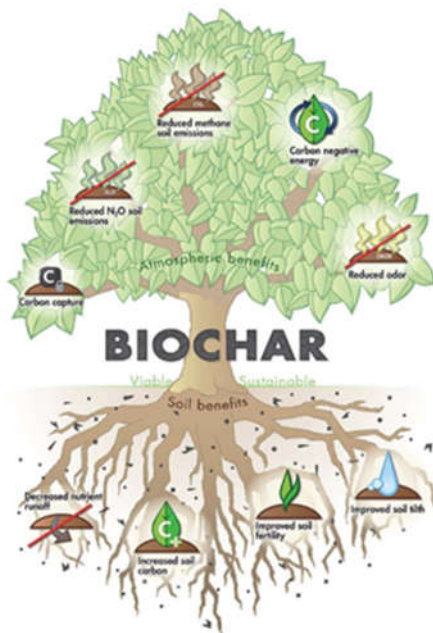 Reduced methane
soil emissions
C
Carbon negative
energy
Reduced N₂O soil
emissions
Reduced odor
Atmospheric benefits
C
Carbon capture
BIOCHAR
Viable Sustainable
Soil benefits
Decreased nutrient
runoff
C+
Increased soil
carbon
Improved soil
fertility
Improved soil tilth